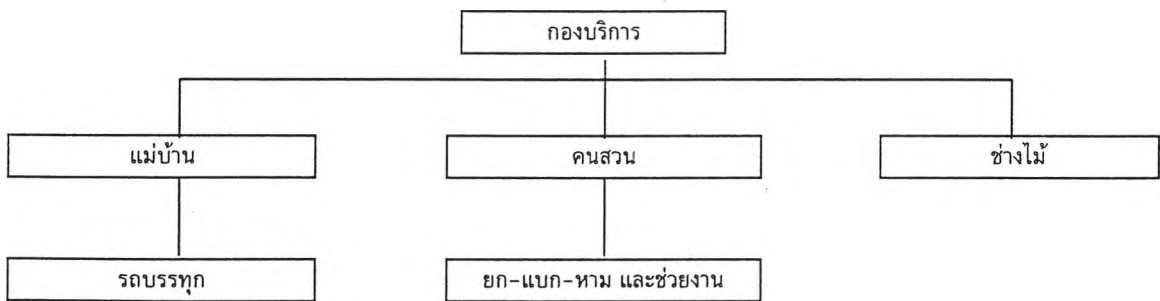 กองบริการ
แม่บ้าน
คนสวน
ช่างไม้
รถบรรทุก
ยก-แบก-หาม และช่วยงาน